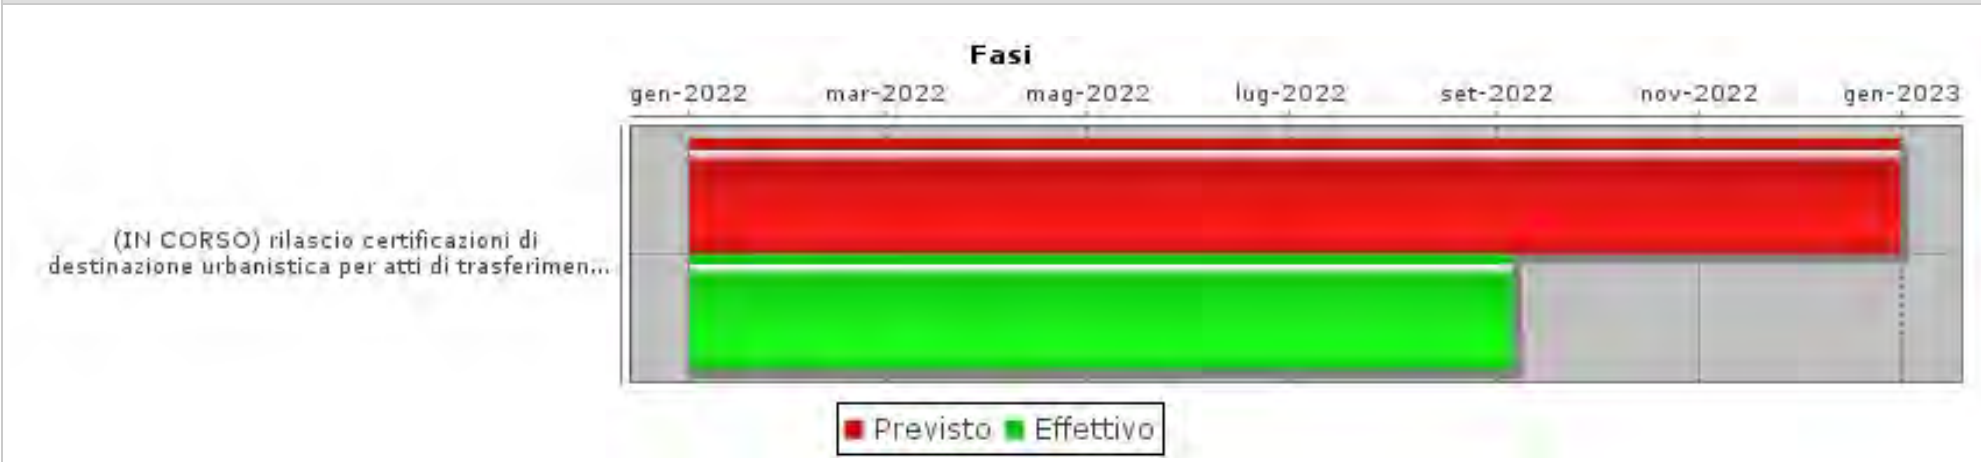 Fasi
gen-2022 mar-2022 mag-2022 lug-2022 set-2022 nov-2022 gen-2023
(IN CORSO) rilascio certificazioni di
destinazione urbanistica per atti di trasferimen...
Previsto Effettivo